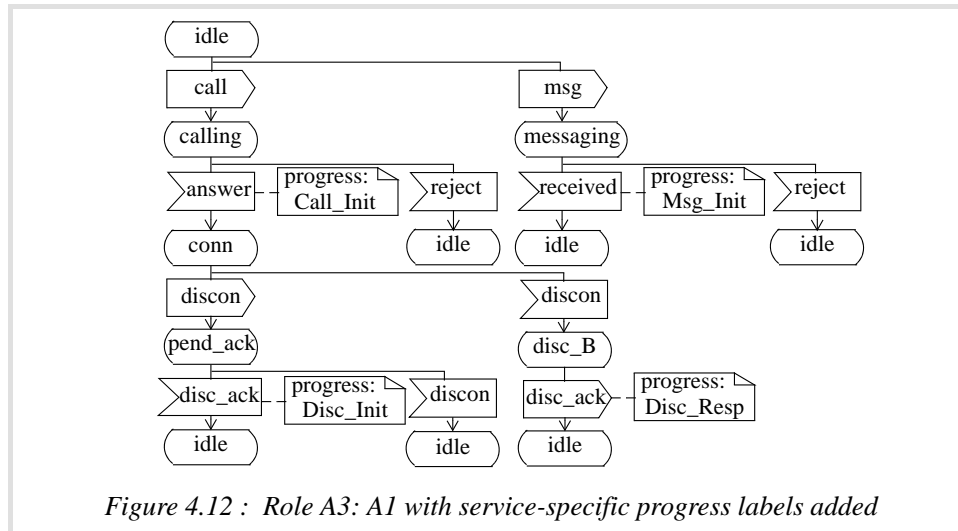 idle
call
msg
calling
messaging
answer
progress:
Call_Init
reject
received
progress:
Msg_Init
reject
conn
idle
idle
idle
discon
discon
pend_ack
disc_B
disc_ack
progress:
Disc_Init
discon
disc_ack
progress:
Disc_Resp
idle
idle
idle
Figure 4.12 : Role A3: A1 with service-specific progress labels added